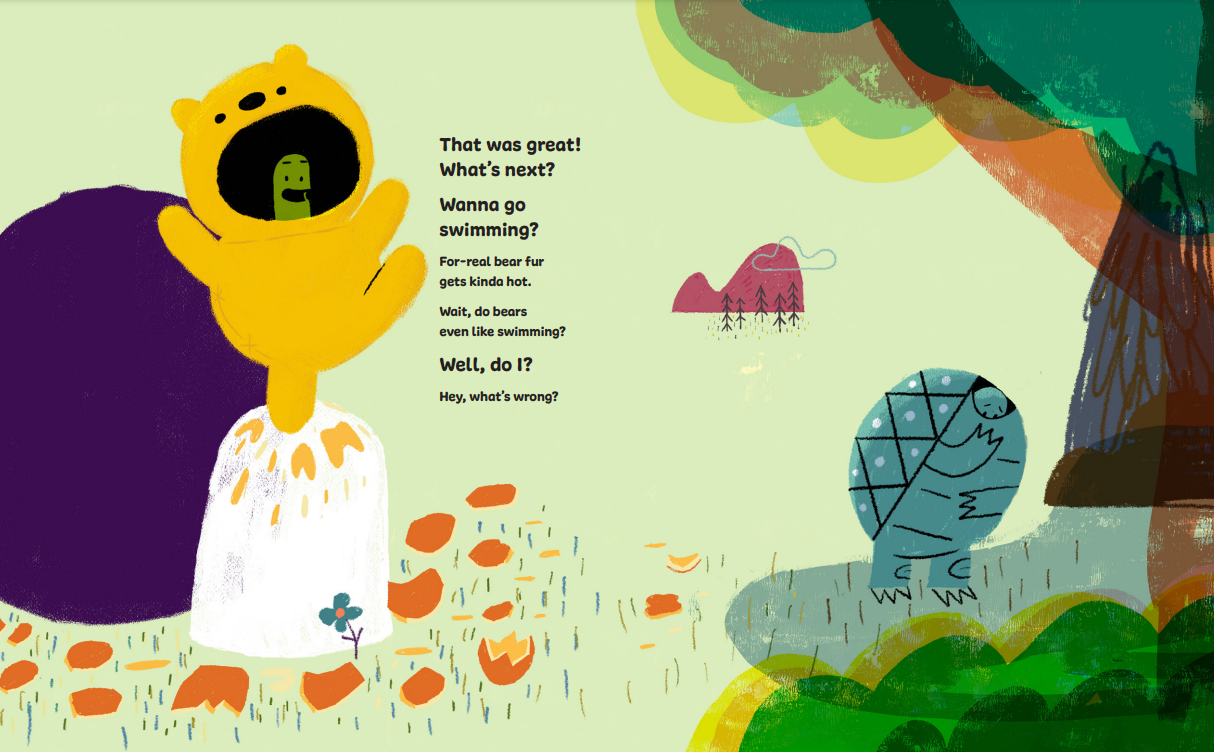 That was great!
What's next?
Wanna go
swimming?
For-real bear fur
gets kinda hot.
Wait, do bears
even like swimming?
Well, do I?
Hey, what's wrong?